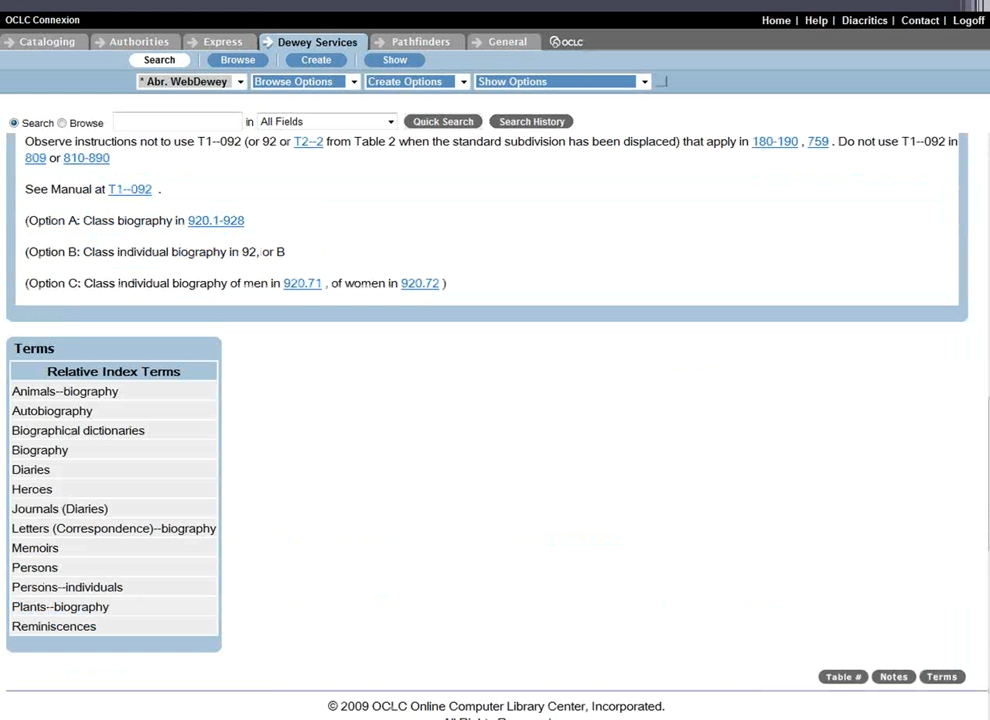 OCLC Connexion
Home | Help | Diacritics | Contact | Logoff
Cataloging Authorities Express Dewey Services Pathfinders General OCLC
Search Browse Create Show
* Abr. WebDewey Browse Options Create Options Show Options
Search Browse in All Fields Quick Search Search History
Observe instructions not to use T1--092 (or 92 or T2--2 from Table 2 when the standard subdivision has been displaced) that apply in 180-190 , 759 . Do not use T1--092 in
809 or 810-890
See Manual at T1--092 .
(Option A: Class biography in 920.1-928
(Option B: Class individual biography in 92, or B
(Option C: Class individual biography of men in 920.71 , of women in 920.72 )
Terms
Relative Index Terms
Animals--biography
Autobiography
Biographical dictionaries
Biography
Diaries
Heroes
Journals (Diaries)
Letters (Correspondence)--biography
Memoirs
Persons
Persons--individuals
Plants--biography
Reminiscences
Table # Notes Terms
© 2009 OCLC Online Computer Library Center, Incorporated.